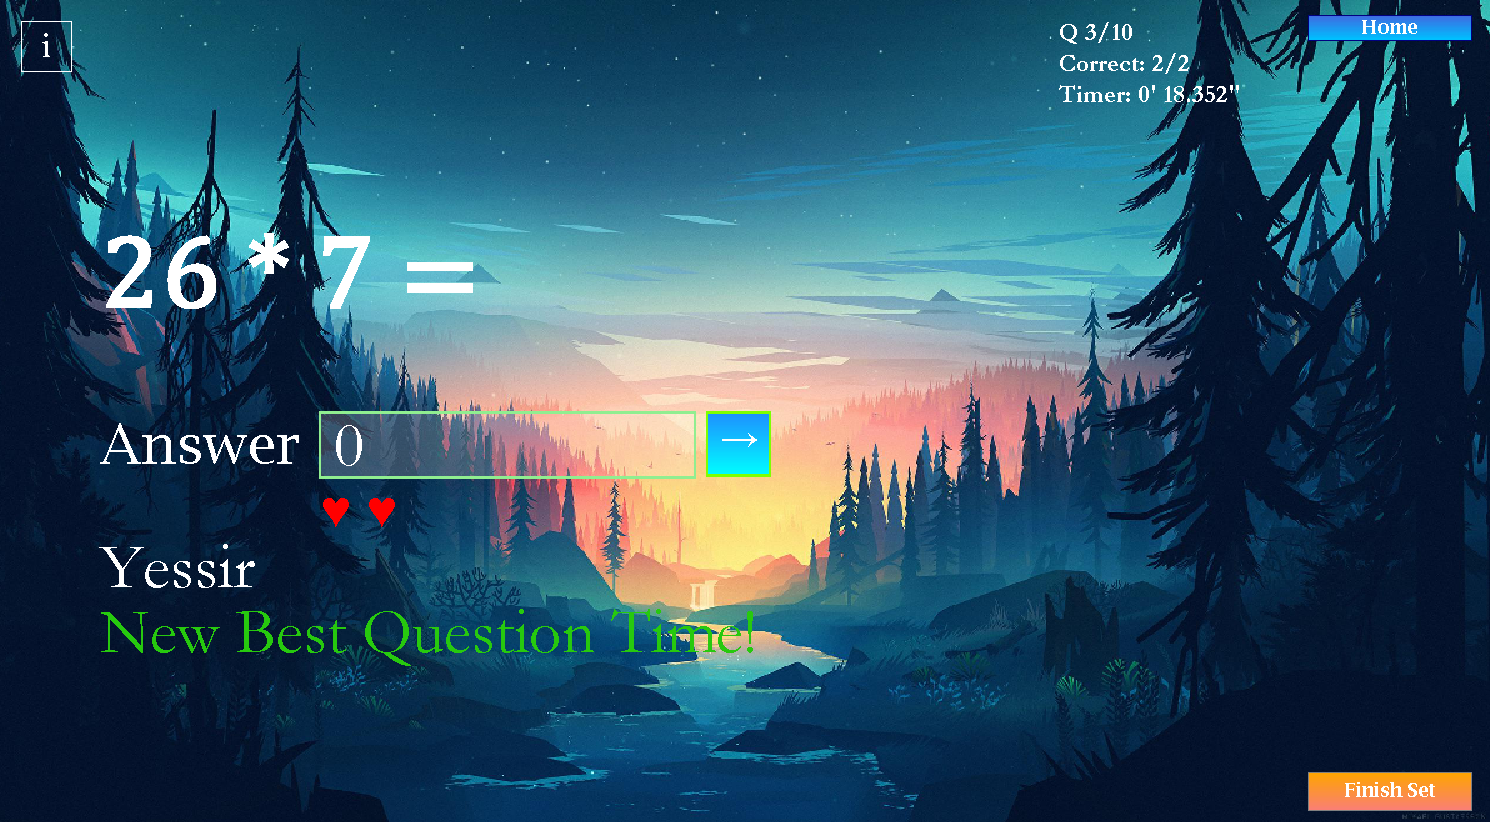 i
Q 3/10
Home
Correct: 2/2
Timer: 0' 18.352"
26 * 7 =
Answer 0 →
♥ ♥
Yessir
New Best Question Time!
Finish Set